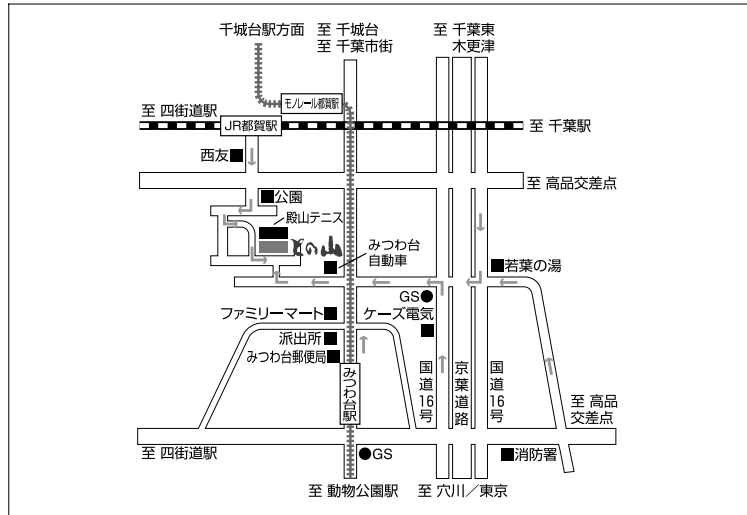 千城台駅方面
至 千城台
至 千葉市街
至 千葉東
木更津
モノレール都賀駅
至 四街道駅
JR都賀駅
至 千葉駅
西友
至 高品交差点
公園
殿山テニス
みつわ台
自動車
若葉の湯
GS
ケーズ電気
ファミリーマート
派出所
みつわ台郵便局
みつわ台駅
国道16号
京葉道路
国道16号
至 高品
交差点
至 四街道駅
GS
消防署
至 動物公園駅
至 穴川／東京